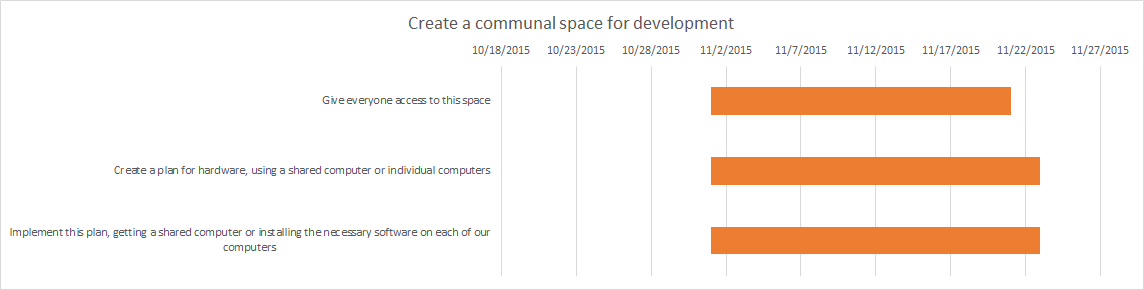 Create a communal space for development
10/18/2015 10/23/2015 10/28/2015 11/2/2015 11/7/2015 11/12/2015 11/17/2015 11/22/2015 11/27/2015
Give everyone access to this space
Create a plan for hardware, using a shared computer or individual computers
Implement this plan, getting a shared computer or installing the necessary software on each of our
computers